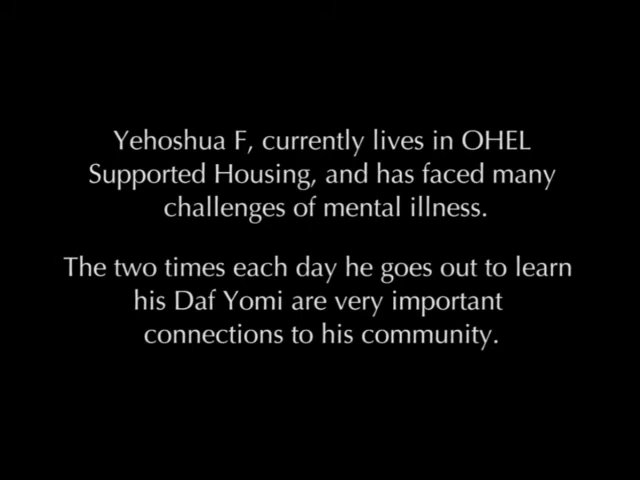 Yehoshua F, currently lives in OHEL
Supported Housing, and has faced many
challenges of mental illness.
The two times each day he goes out to learn
his Daf Yomi are very important
connections to his community.